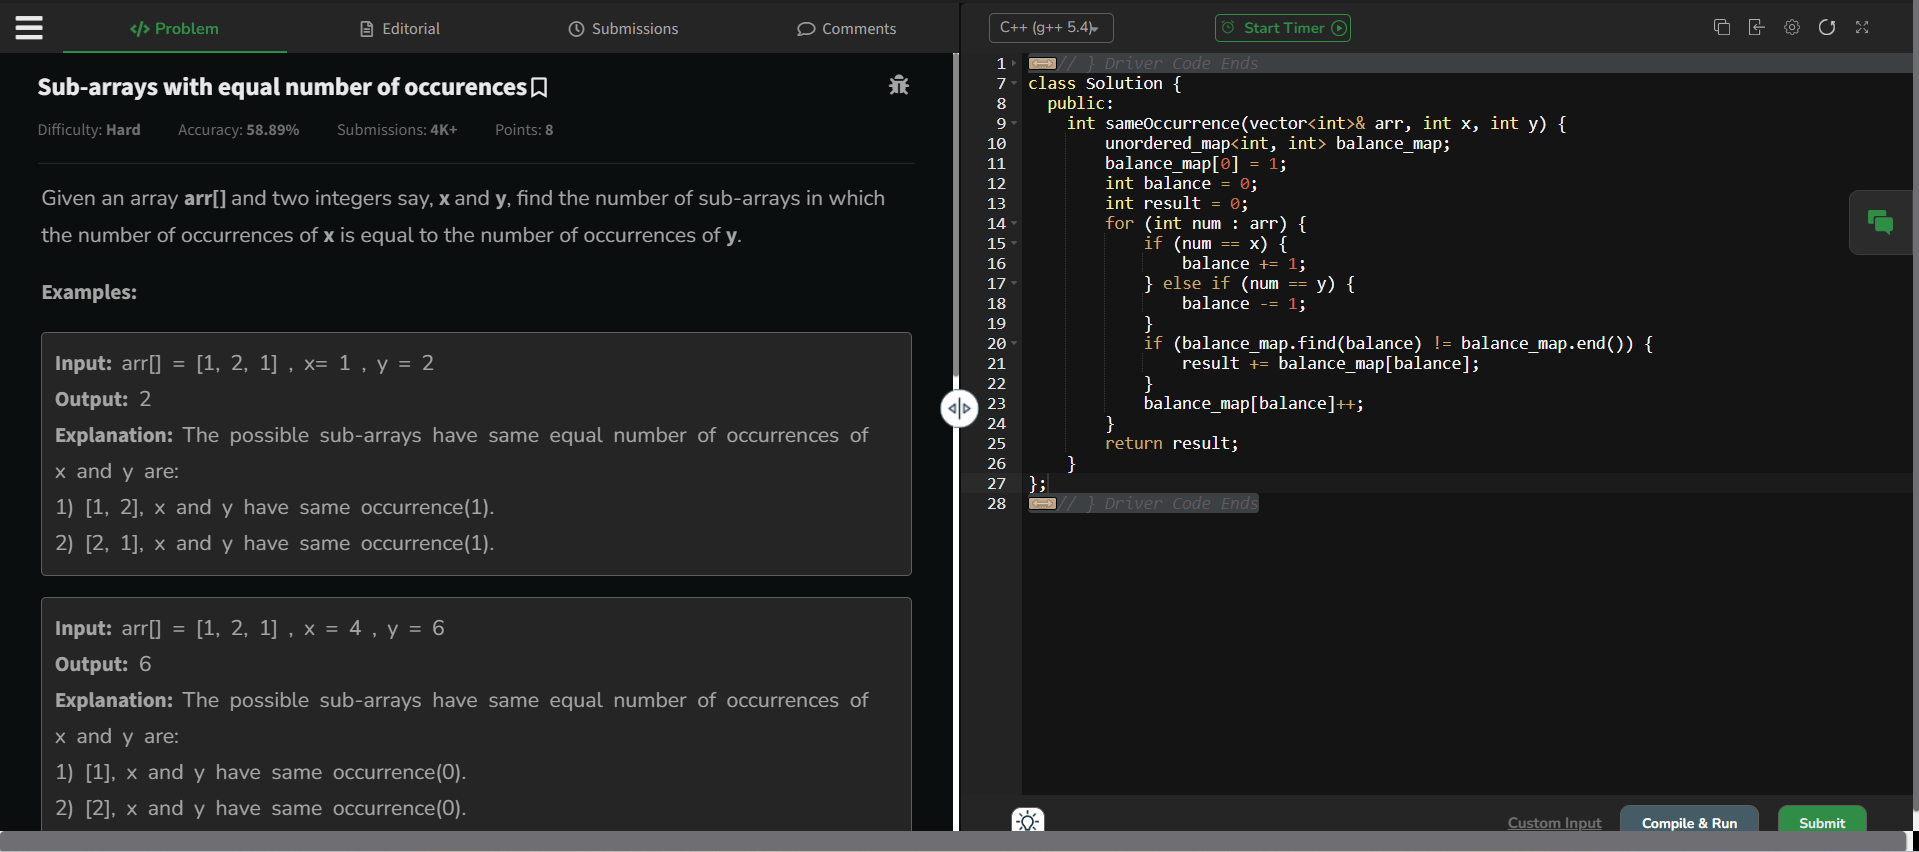 </> Problem
Editorial
Submissions
Comments
Sub-arrays with equal number of occurences
Difficulty: Hard Accuracy: 58.89% Submissions: 4K+ Points: 8
Given an array arr[] and two integers say, x and y, find the number of sub-arrays in which
the number of occurrences of x is equal to the number of occurrences of y.
Examples:
Input: arr[] = [1, 2, 1] , x= 1 , y = 2
Output: 2
Explanation: The possible sub-arrays have same equal number of occurrences of
x and y are:
1) [1, 2], x and y have same occurrence(1).
2) [2, 1], x and y have same occurrence(1).
Input: arr[] = [1, 2, 1] , x = 4 , y = 6
Output: 6
Explanation: The possible sub-arrays have same equal number of occurrences of
x and y are:
1) [1], x and y have same occurrence(0).
2) [2], x and y have same occurrence(0).
C++ (g++ 5.4)
Start Timer
1 // } Driver Code Ends
7 class Solution {
8   public:
9     int sameOccurrence(vector<int>& arr, int x, int y) {
10         unordered_map<int, int> balance_map;
11         balance_map[0] = 1;
12         int balance = 0;
13         int result = 0;
14         for (int num : arr) {
15             if (num == x) {
16                 balance += 1;
17             } else if (num == y) {
18                 balance -= 1;
19             }
20             if (balance_map.find(balance) != balance_map.end()) {
21                 result += balance_map[balance];
22             }
23             balance_map[balance]++;
24         }
25         return result;
26     }
27 };
28 // } Driver Code Ends
Custom Input
Compile & Run
Submit